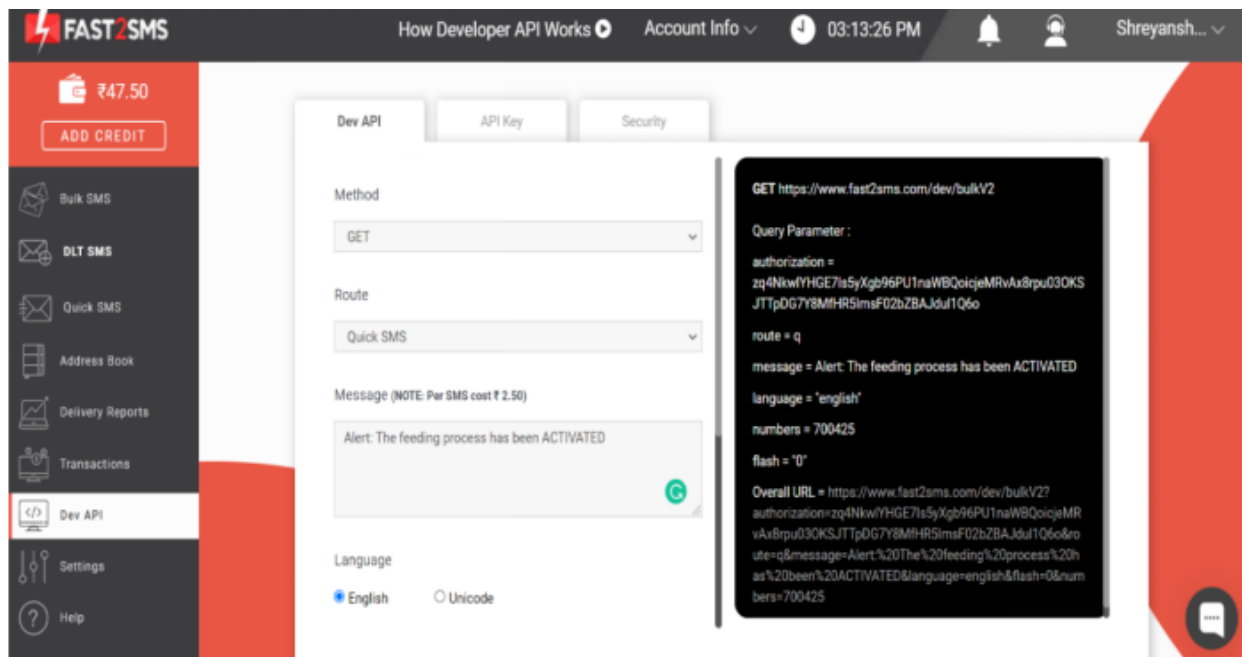 FAST2SMS
How Developer API Works
Account Info
03:13:26 PM
Shreyansh...
₹47.50
ADD CREDIT
Bulk SMS
DLT SMS
Quick SMS
Address Book
Delivery Reports
Transactions
Dev API
Settings
Help
Dev API
API Key
Security
Method
GET
Route
Quick SMS
Message (NOTE: Per SMS cost ₹ 2.50)
Alert: The feeding process has been ACTIVATED
Language
English
Unicode
GET https://www.fast2sms.com/dev/bulkV2
Query Parameter :
authorization =
route = q
message = Alert: The feeding process has been ACTIVATED
language = "english"
numbers = 700425
flash = "0"
Overall URL = https://www.fast2sms.com/dev/bulkV2?
authorization=
ute=q&message=Alert:%20The%20feeding%20process%20h
as%20been%20ACTIVATED&language=english&flash=0&num
bers=700425